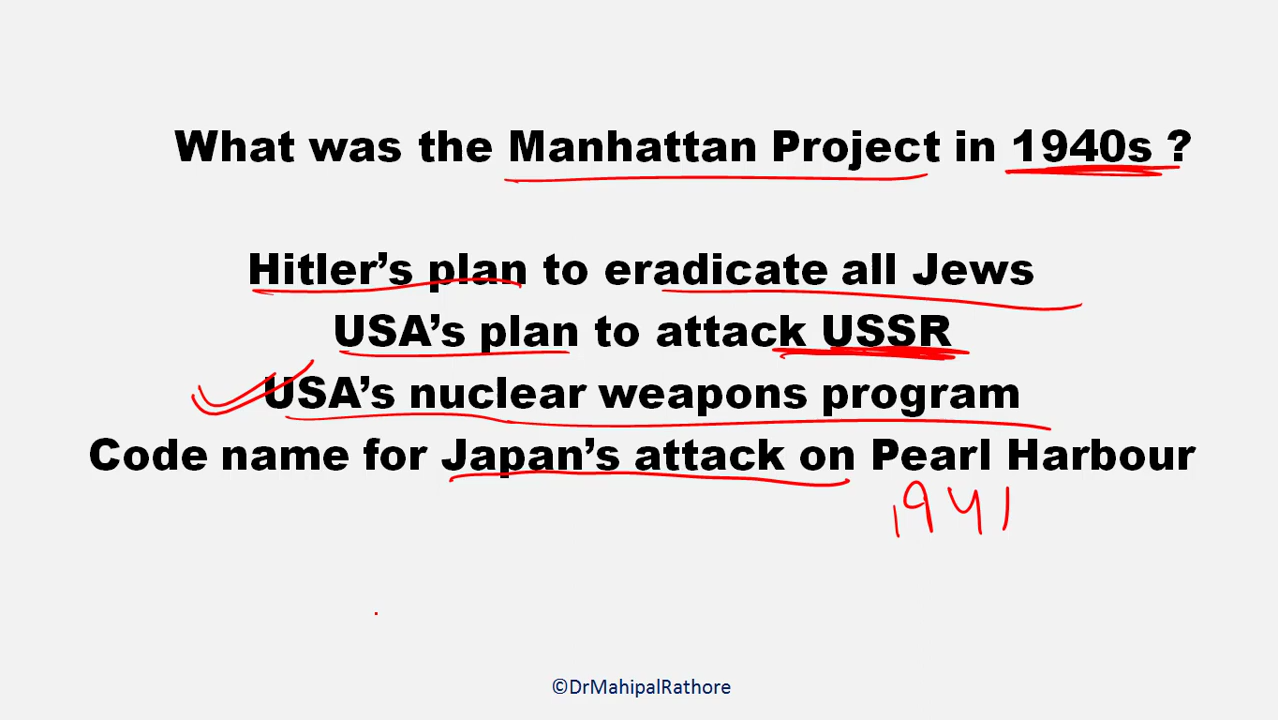 What was the Manhattan Project in 1940s ?
Hitler’s plan to eradicate all Jews
USA’s plan to attack USSR
USA’s nuclear weapons program
Code name for Japan’s attack on Pearl Harbour
1941
©DrMahipalRathore